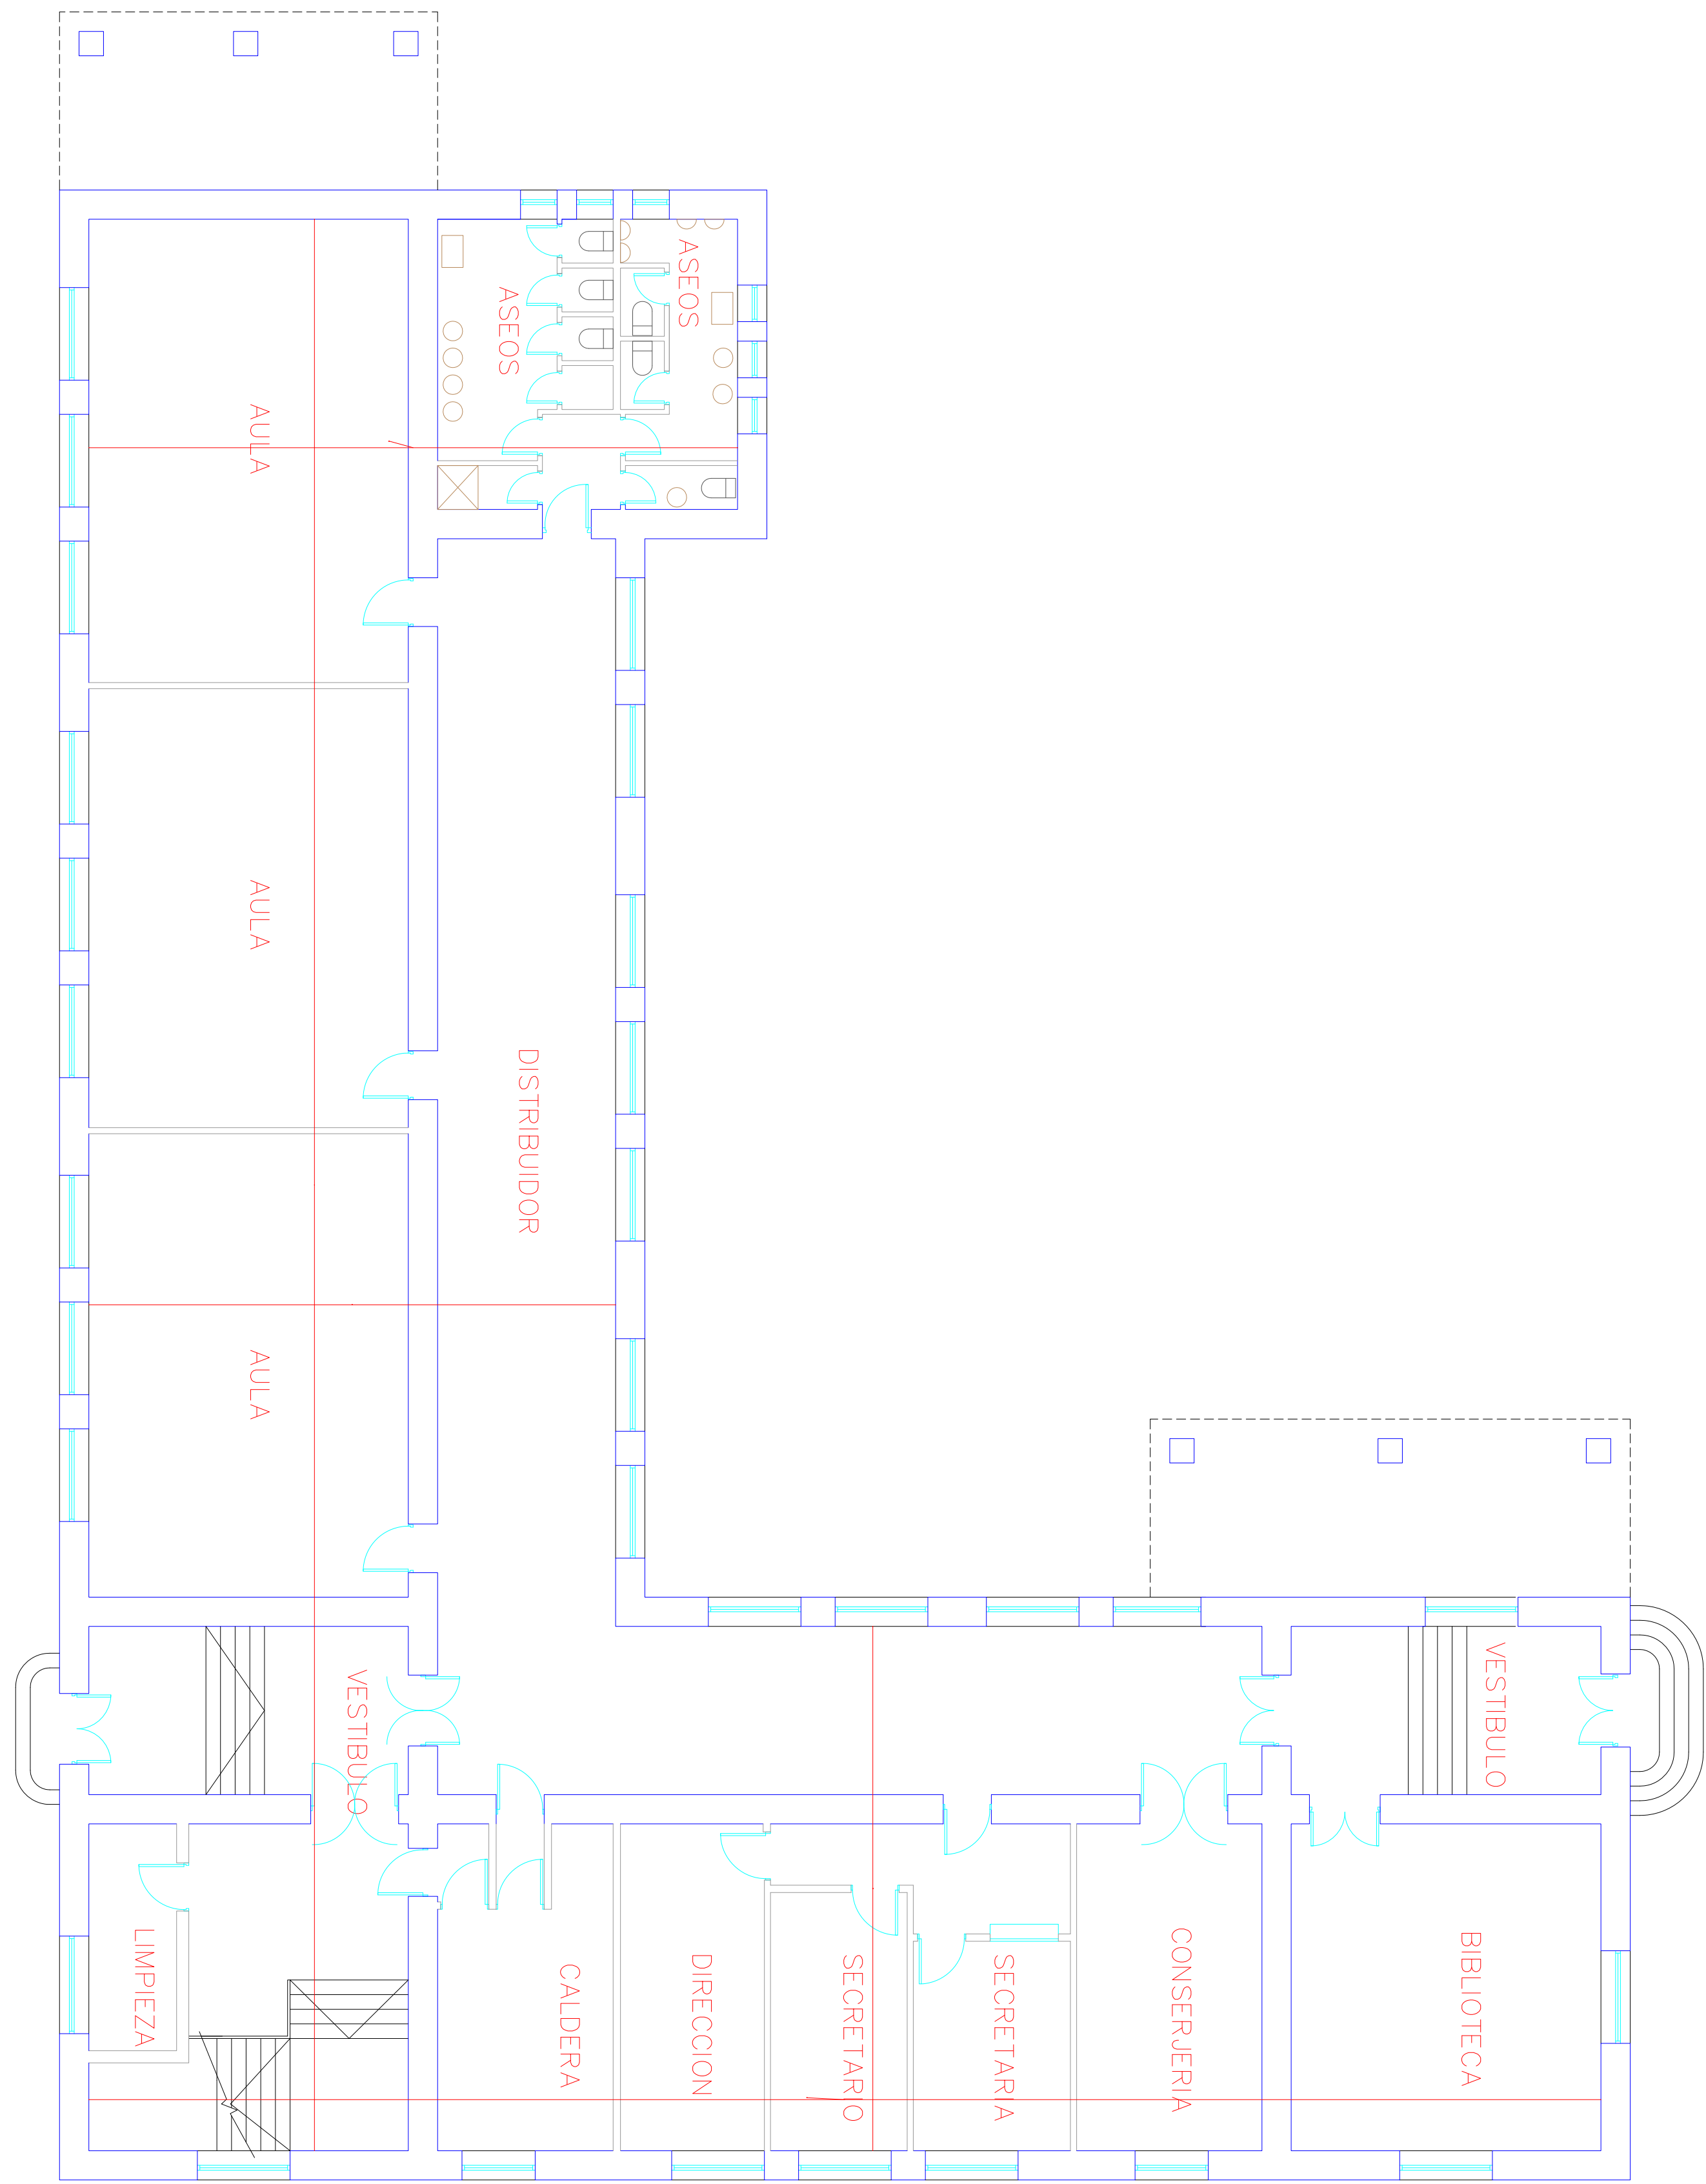 ASEOS
ASEOS
AULA
AULA
DISTRIBUIDOR
AULA
VESTIBULO
VESTIBULO
LIMPIEZA
CALDERA
DIRECCION
SECRETARIO
SECRETARIA
CONSERJERIA
BIBLIOTECA